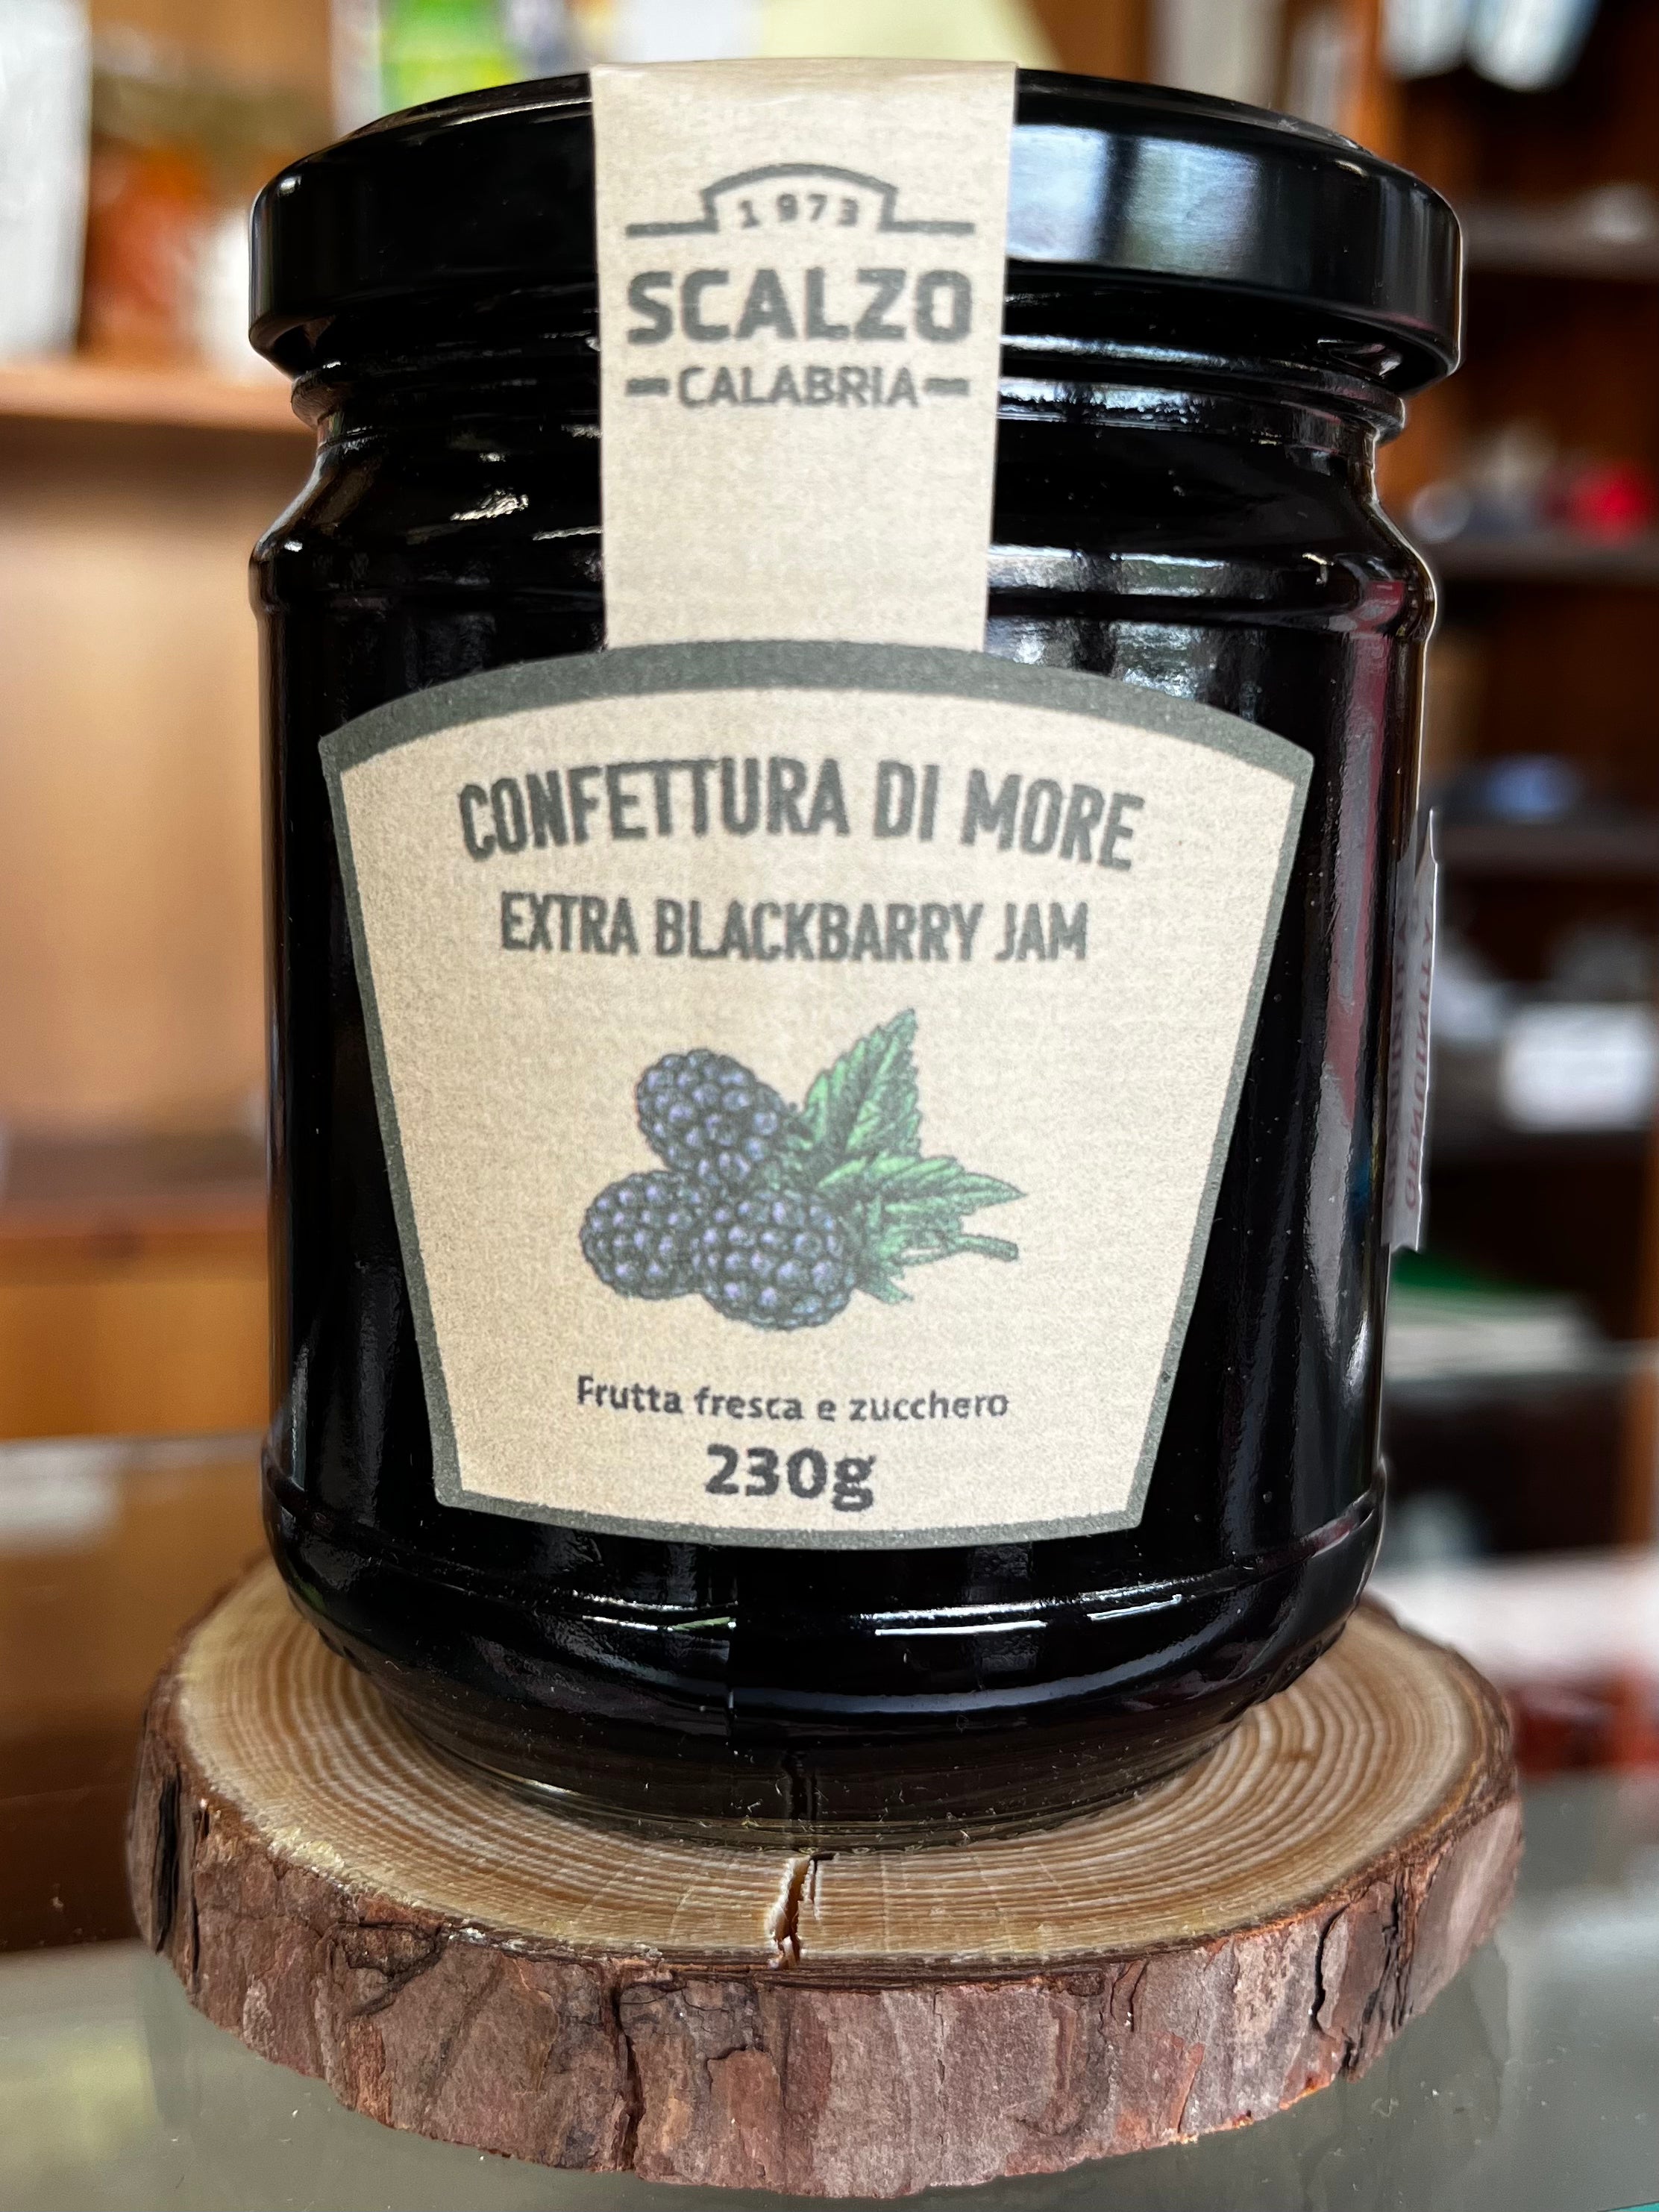 1973
SCALZO
CALABRIA
CONFETTURA DI MORE
EXTRA BLACKBARRY JAM
Frutta fresca e zucchero
230g